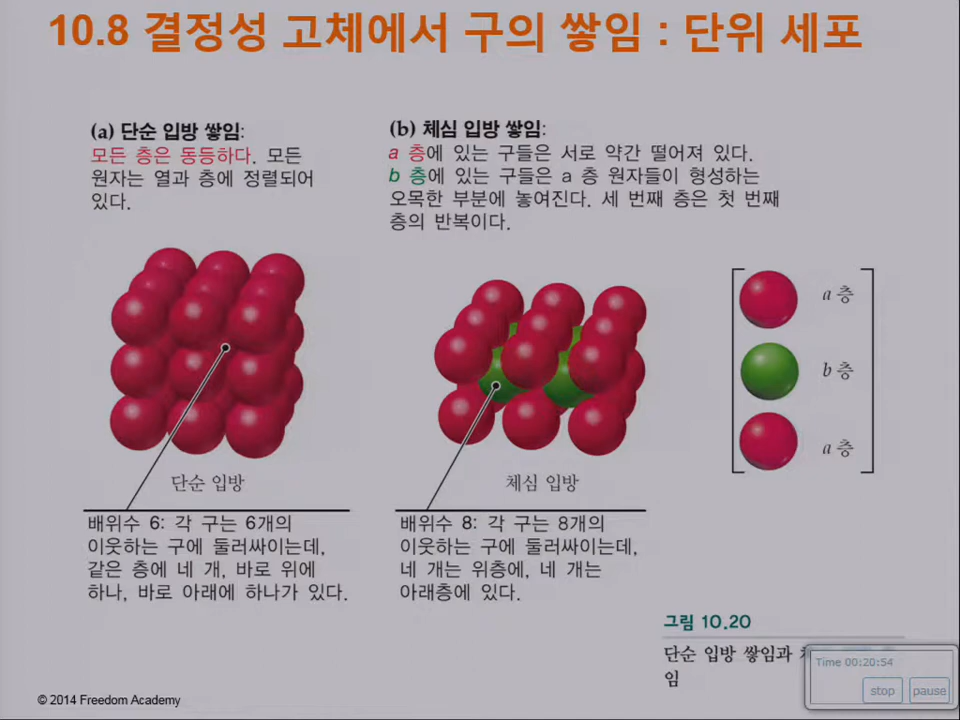 10.8 결정성 고체에서 구의 쌓임 : 단위 세포
(a) 단순 입방 쌓임:
모든 층은 동등하다. 모든
원자는 열과 층에 정렬되어
있다.
(b) 체심 입방 쌓임:
a 층에 있는 구들은 서로 약간 떨어져 있다.
b 층에 있는 구들은 a 층 원자들이 형성하는
오목한 부분에 놓여진다. 세 번째 층은 첫 번째
층의 반복이다.
a 층
b 층
a 층
단순 입방
체심 입방
배위수 6: 각 구는 6개의
이웃하는 구에 둘러싸이는데,
같은 층에 네 개, 바로 위에
하나, 바로 아래에 하나가 있다.
배위수 8: 각 구는 8개의
이웃하는 구에 둘러싸이는데,
네 개는 위층에, 네 개는
아래층에 있다.
그림 10.20
단순 입방 쌓임과
임
Time 00:20:54
stop pause
© 2014 Freedom Academy